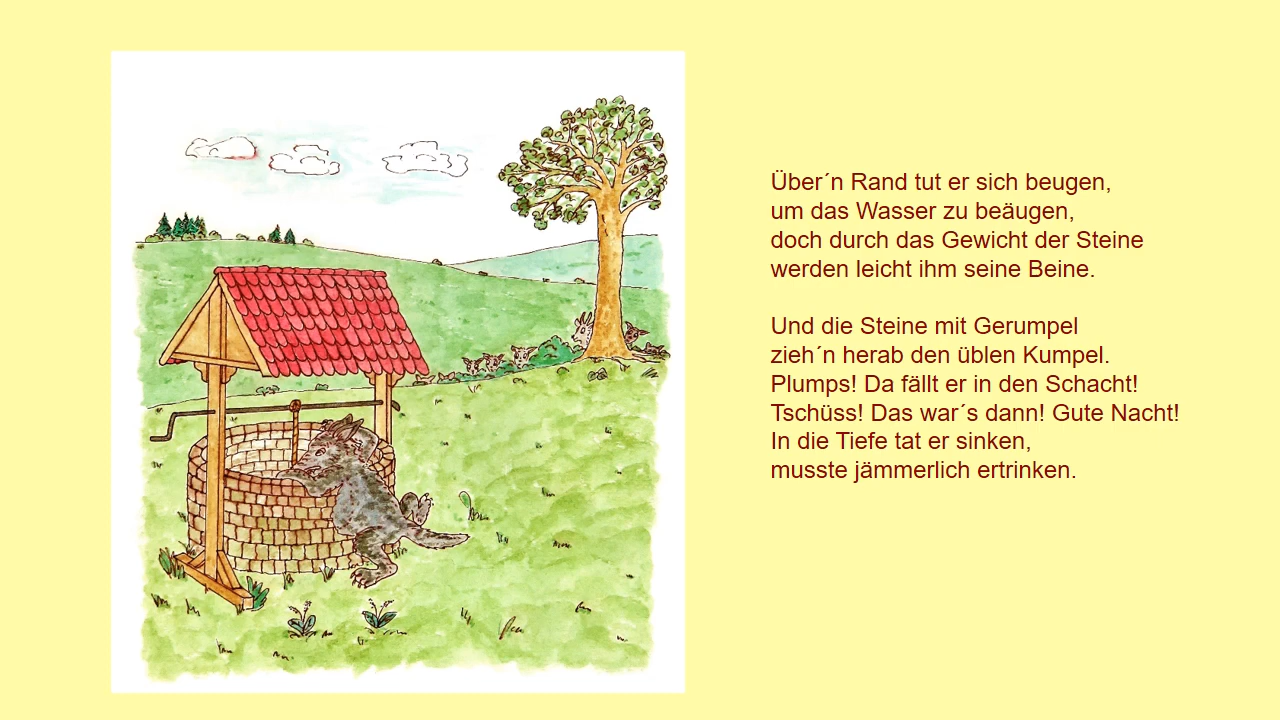 Über´n Rand tut er sich beugen,
um das Wasser zu beäugen,
doch durch das Gewicht der Steine
werden leicht ihm seine Beine.

Und die Steine mit Gerumpel
zieh´n herab den üblen Kumpel.
Plumps! Da fällt er in den Schacht!
Tschüss! Das war´s dann! Gute Nacht!
In die Tiefe tat er sinken,
musste jämmerlich ertrinken.